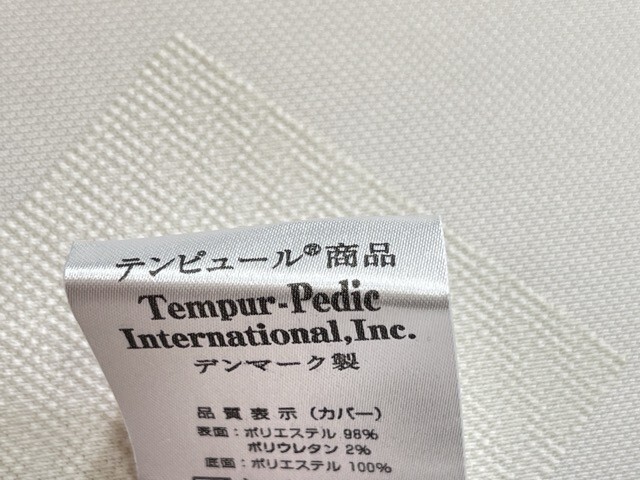 テンピュール®商品
Tempur-Pedic
International,Inc.
デンマーク製
品質表示(カバー)
表面:ポリエステル 98%
ポリウレタン 2%
底面:ポリエステル 100%